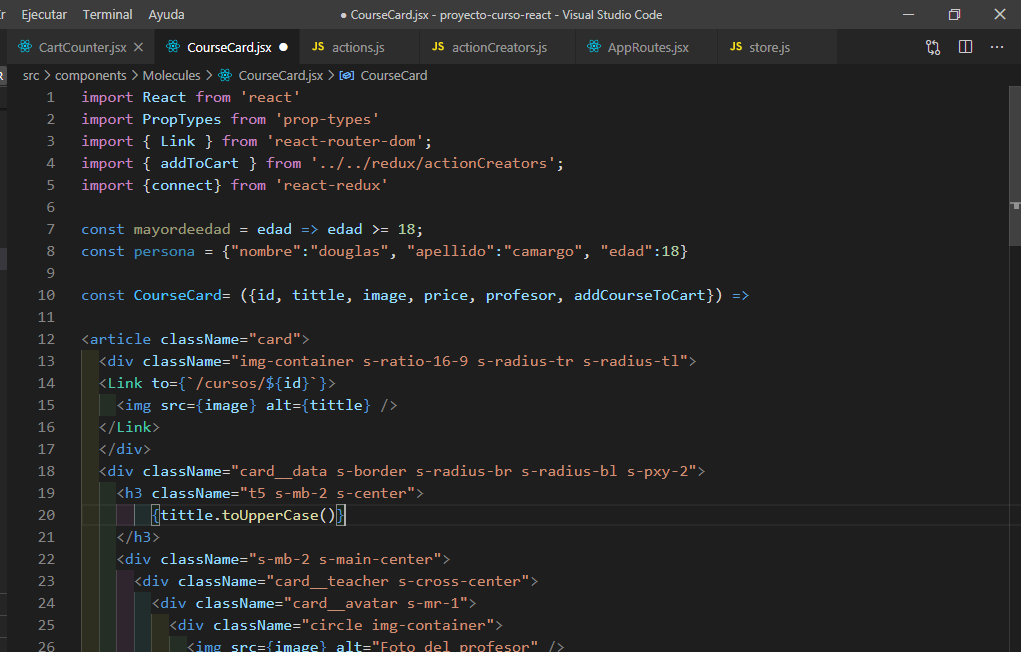 Ejecutar Terminal Ayuda ● CourseCard.jsx - proyecto-curso-react - Visual Studio Code
CartCounter.jsx CourseCard.jsx ● JS actions.js JS actionCreators.js AppRoutes.jsx JS store.js ···
src > components > Molecules > CourseCard.jsx > CourseCard
1 import React from 'react'
2 import PropTypes from 'prop-types'
3 import { Link } from 'react-router-dom';
4 import { addToCart } from '../../redux/actionCreators';
5 import {connect} from 'react-redux'
6
7 const mayordeedad = edad => edad >= 18;
8 const persona = {"nombre":"douglas", "apellido":"camargo", "edad":18}
9
10 const CourseCard= ({id, tittle, image, price, profesor, addCourseToCart}) =>
11
12 <article className="card">
13 <div className="img-container s-ratio-16-9 s-radius-tr s-radius-tl">
14 <Link to={`/cursos/${id}`}>
15 <img src={image} alt={tittle} />
16 </Link>
17 </div>
18 <div className="card__data s-border s-radius-br s-radius-bl s-pxy-2">
19 <h3 className="t5 s-mb-2 s-center">
20 {tittle.toUpperCase()}
21 </h3>
22 <div className="s-mb-2 s-main-center">
23 <div className="card__teacher s-cross-center">
24 <div className="card__avatar s-mr-1">
25 <div className="circle img-container">
26 <img src={image} alt="Foto del profesor" />